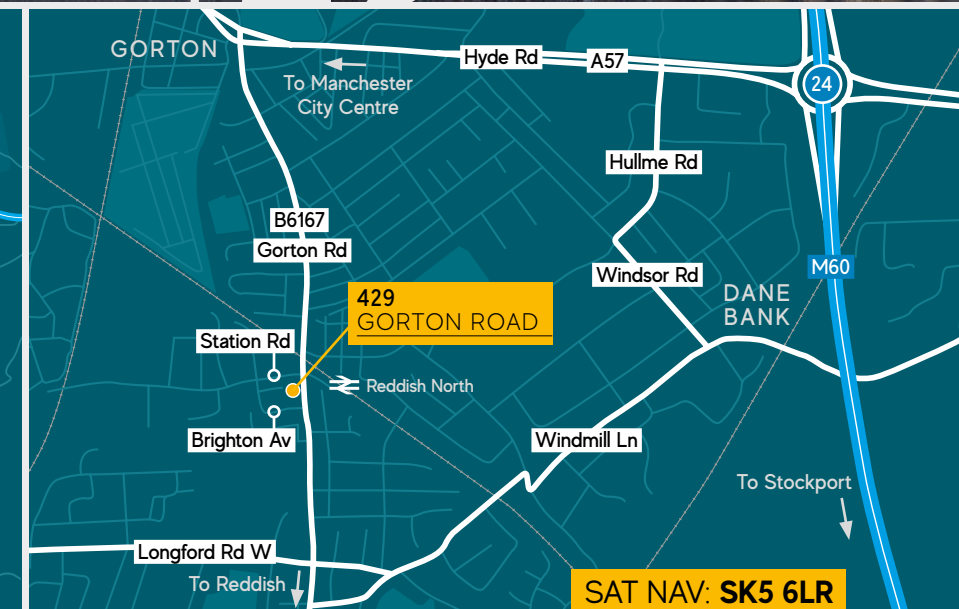 GORTON
Hyde Rd
A57
24
To Manchester
City Centre
Hullme Rd
B6167
Gorton Rd
M60
Windsor Rd
429
GORTON ROAD
DANE
BANK
Station Rd
Reddish North
Brighton Av
Windmill Ln
To Stockport
Longford Rd W
To Reddish
SAT NAV: SK5 6LR